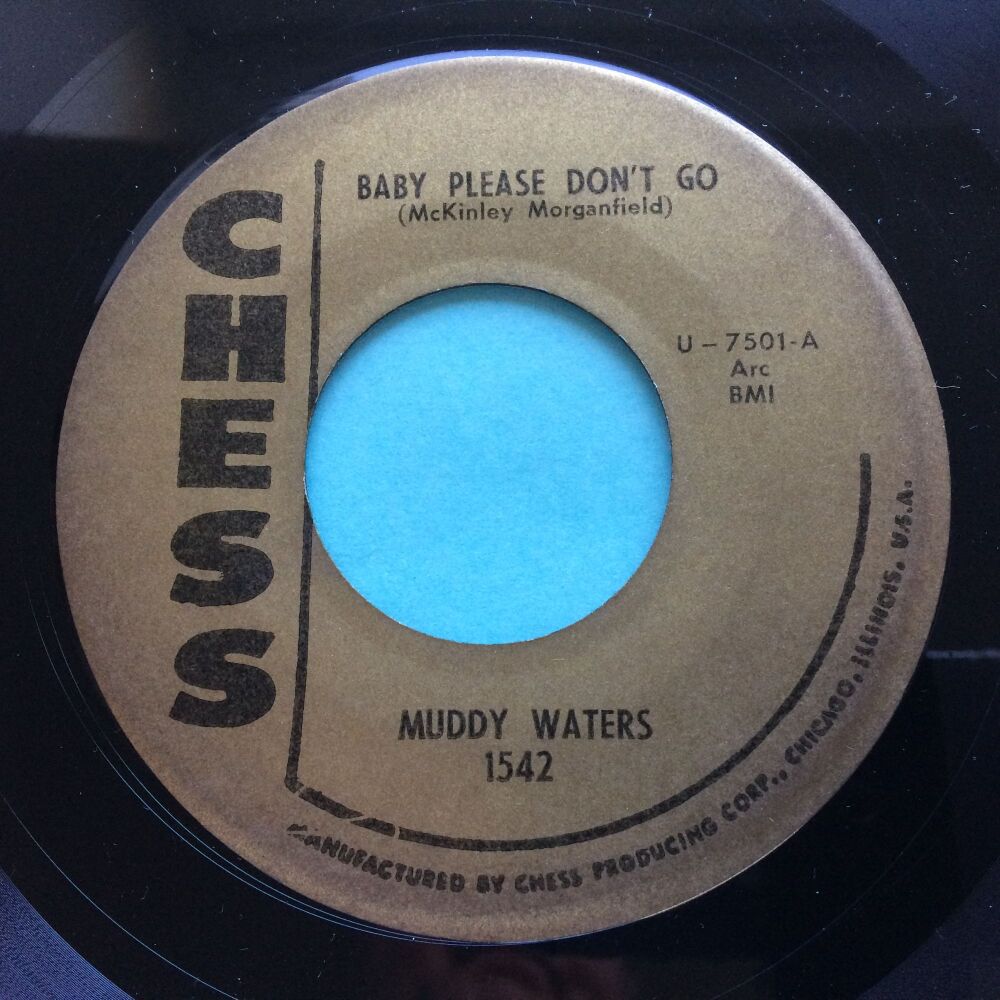 CHESS
BABY PLEASE DON'T GO
(McKinley Morganfield)
U-7501-A
Arc
BMI
MUDDY WATERS
1542
MANUFACTURED BY CHESS PRODUCING CORP., CHICAGO, ILLINOIS, U.S.A.